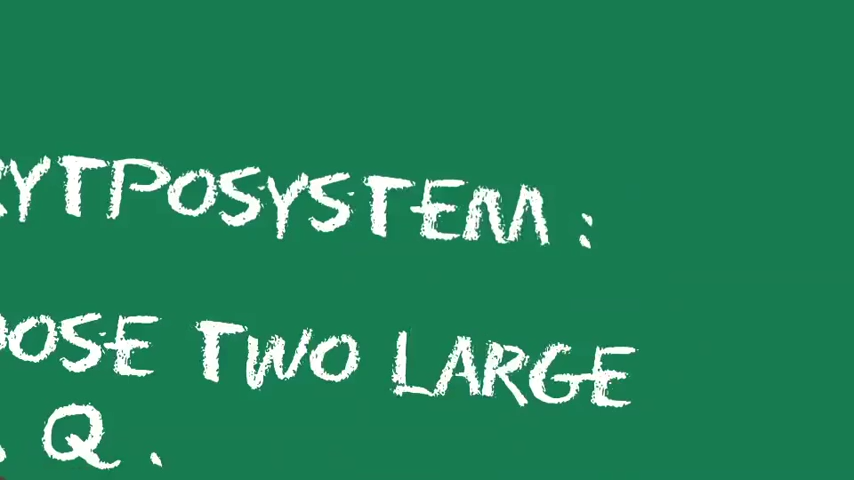 RYTPOSYSTEM :
OOSE TWO LARGE
Q .